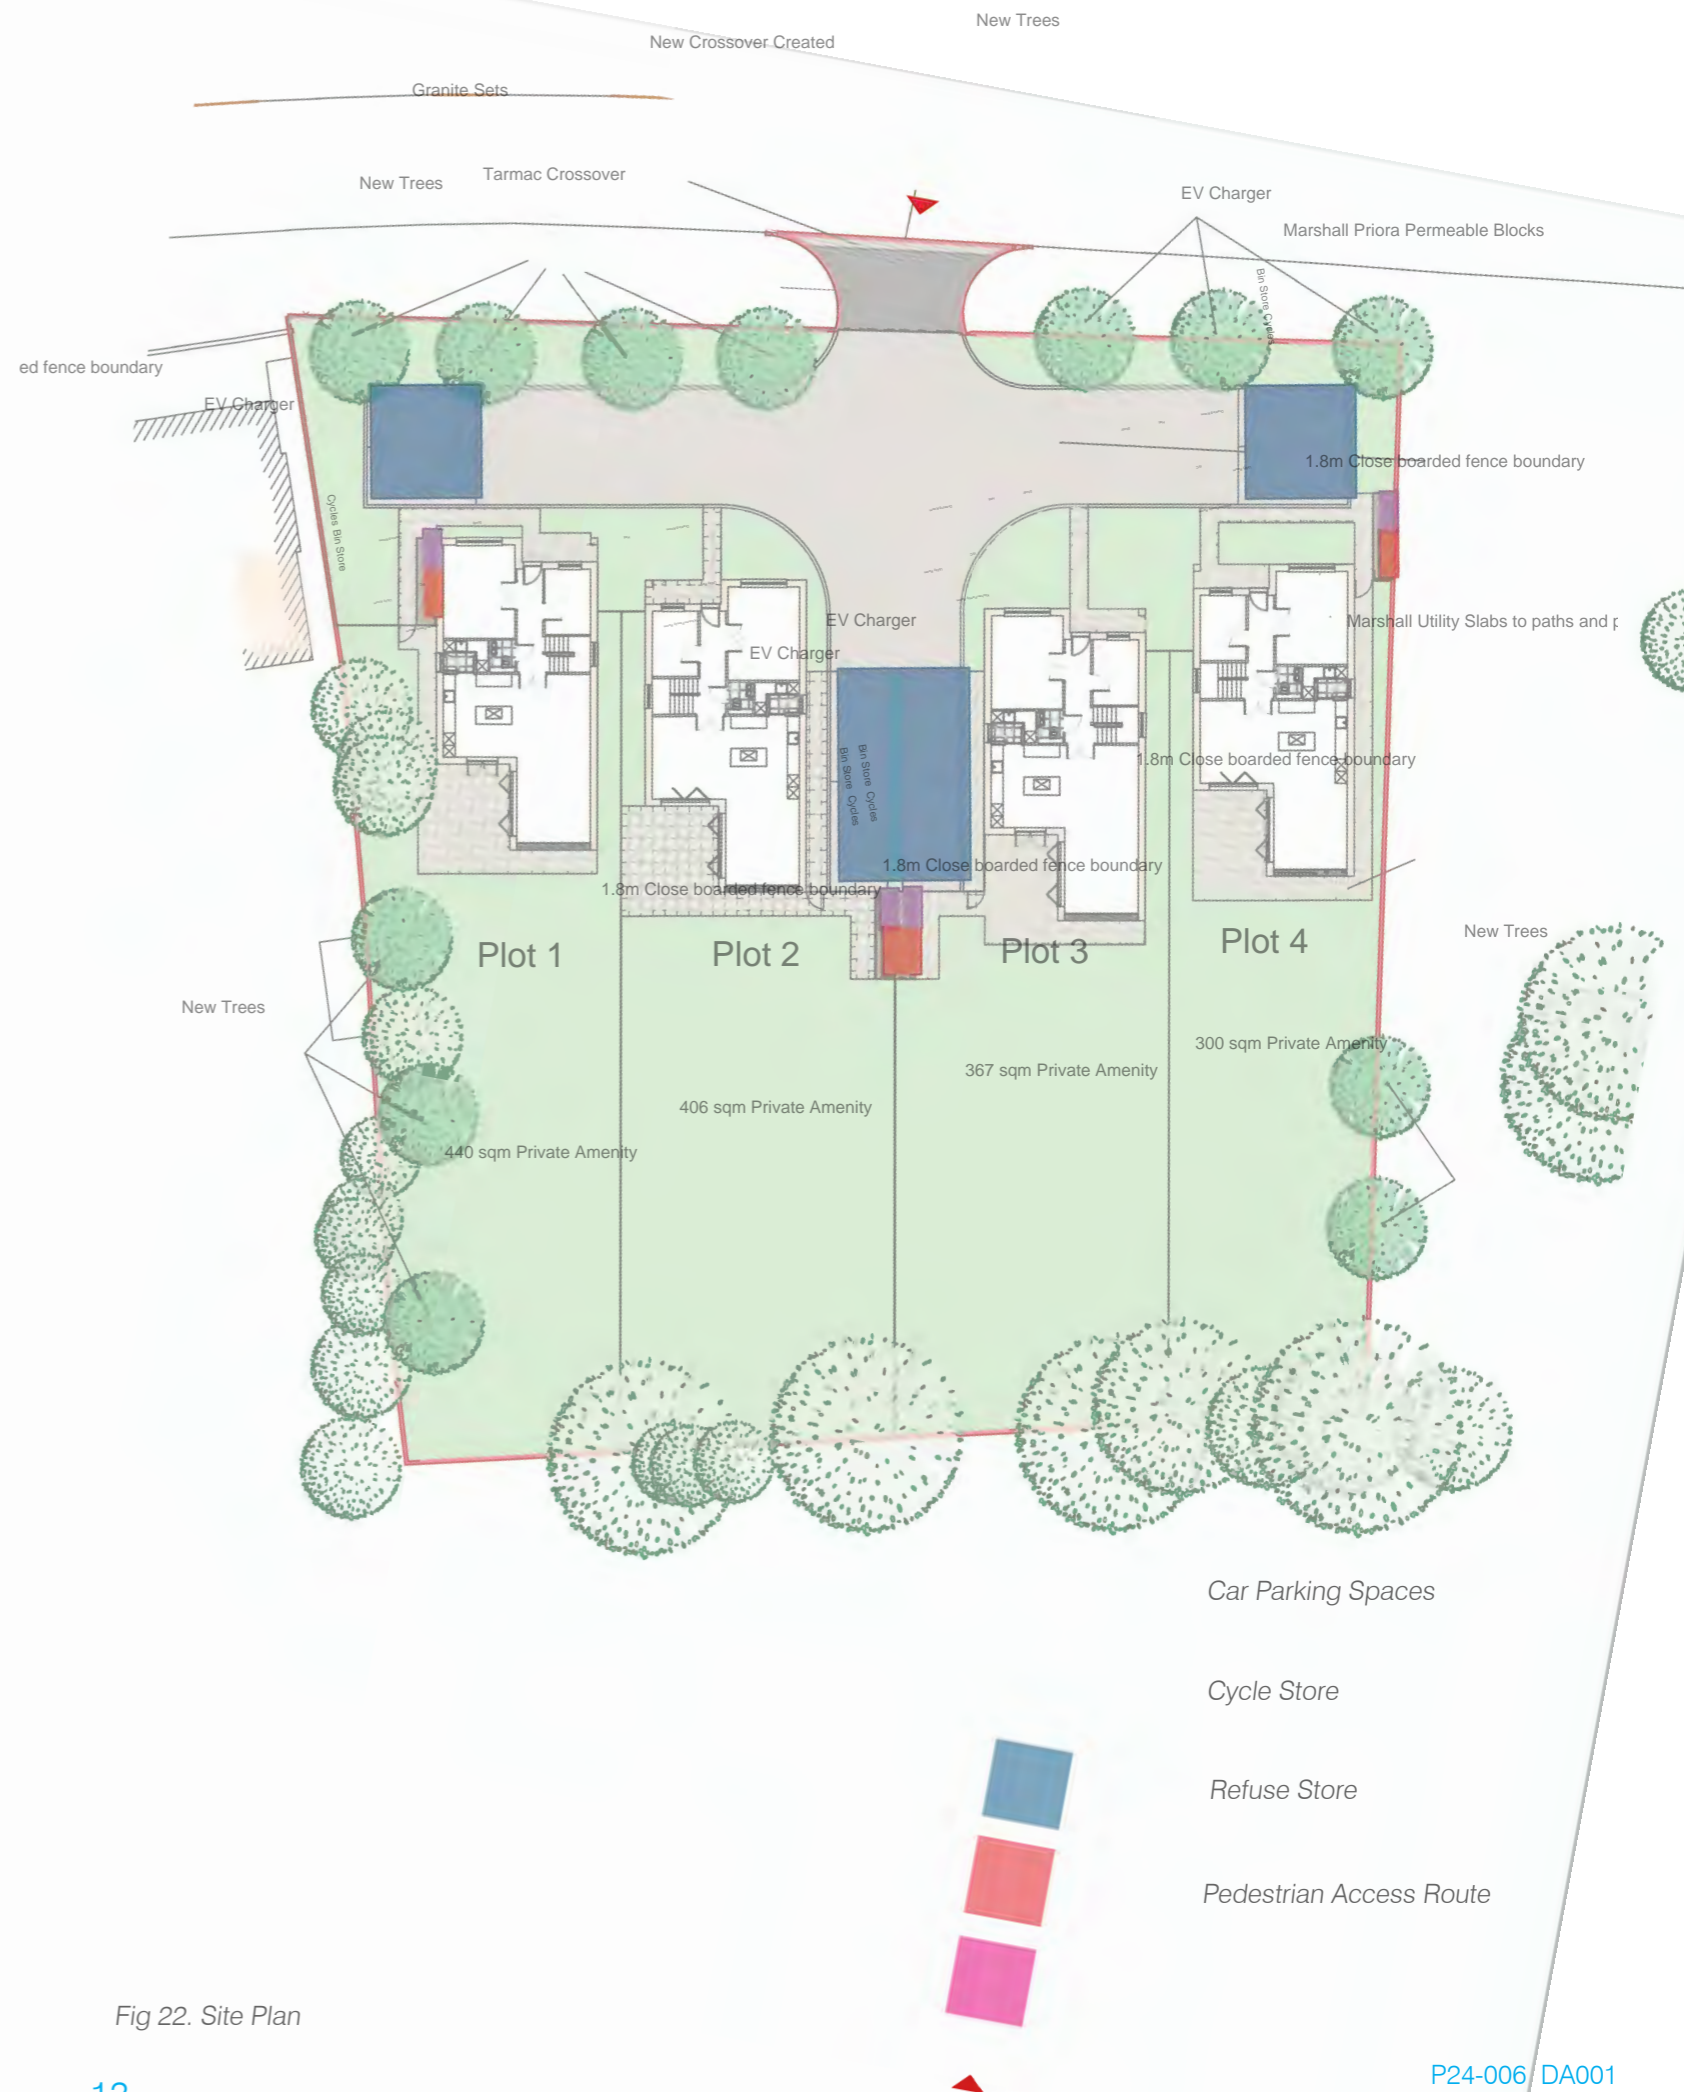 New Trees
New Crossover Created
Granite Sets
Tarmac Crossover
New Trees
EV Charger
Marshall Priora Permeable Blocks
Bin Store Cycles
ed fence boundary
EV Charger
1.8m Close boarded fence boundary
Cycles Bin Store
EV Charger
Marshall Utility Slabs to paths and p
EV Charger
1.8m Close boarded fence boundary
Bin Store Cycles
Bin Store Cycles
1.8m Close boarded fence boundary
1.8m Close boarded fence boundary
Plot 1
Plot 2
Plot 3
Plot 4
New Trees
New Trees
300 sqm Private Amenity
367 sqm Private Amenity
406 sqm Private Amenity
440 sqm Private Amenity
Car Parking Spaces
Cycle Store
Refuse Store
Pedestrian Access Route
Fig 22. Site Plan
P24-006_DA001